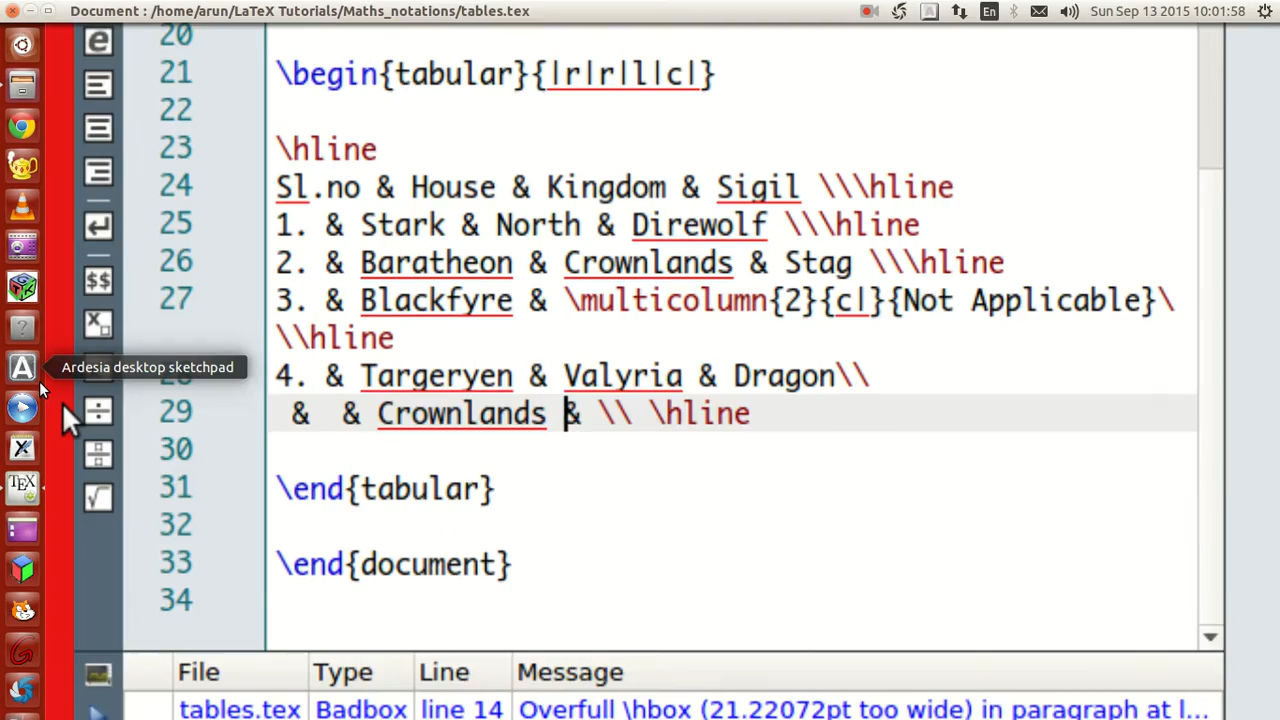 Document : /home/arun/LaTeX Tutorials/Maths_notations/tables.tex
En
Sun Sep 13 2015 10:01:58
20
21 \begin{tabular}{|r|r|l|c|}
22
23 \hline
24 Sl.no & House & Kingdom & Sigil \\\hline
25 1. & Stark & North & Direwolf \\\hline
26 2. & Baratheon & Crownlands & Stag \\\hline
27 3. & Blackfyre & \multicolumn{2}{c|}{Not Applicable}\
\\hline
4. & Targeryen & Valyria & Dragon\\
29 & & Crownlands & \\ \hline
30
31 \end{tabular}
32
33 \end{document}
34
Ardesia desktop sketchpad
File Type Line Message
tables.tex Badbox line 14 Overfull \hbox (21.22072pt too wide) in paragraph at l...